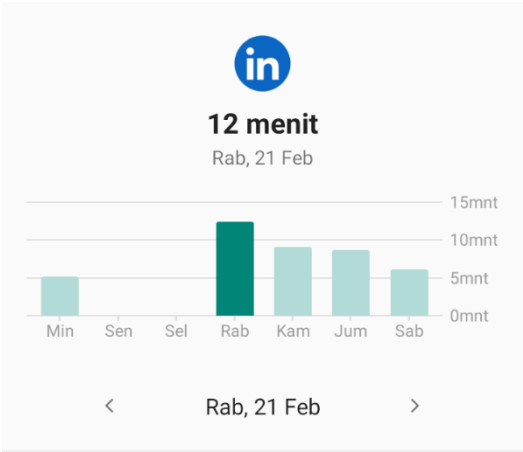 in
12 menit
Rab, 21 Feb
15mnt
10mnt
5mnt
0mnt
Min Sen Sel Rab Kam Jum Sab
Rab, 21 Feb